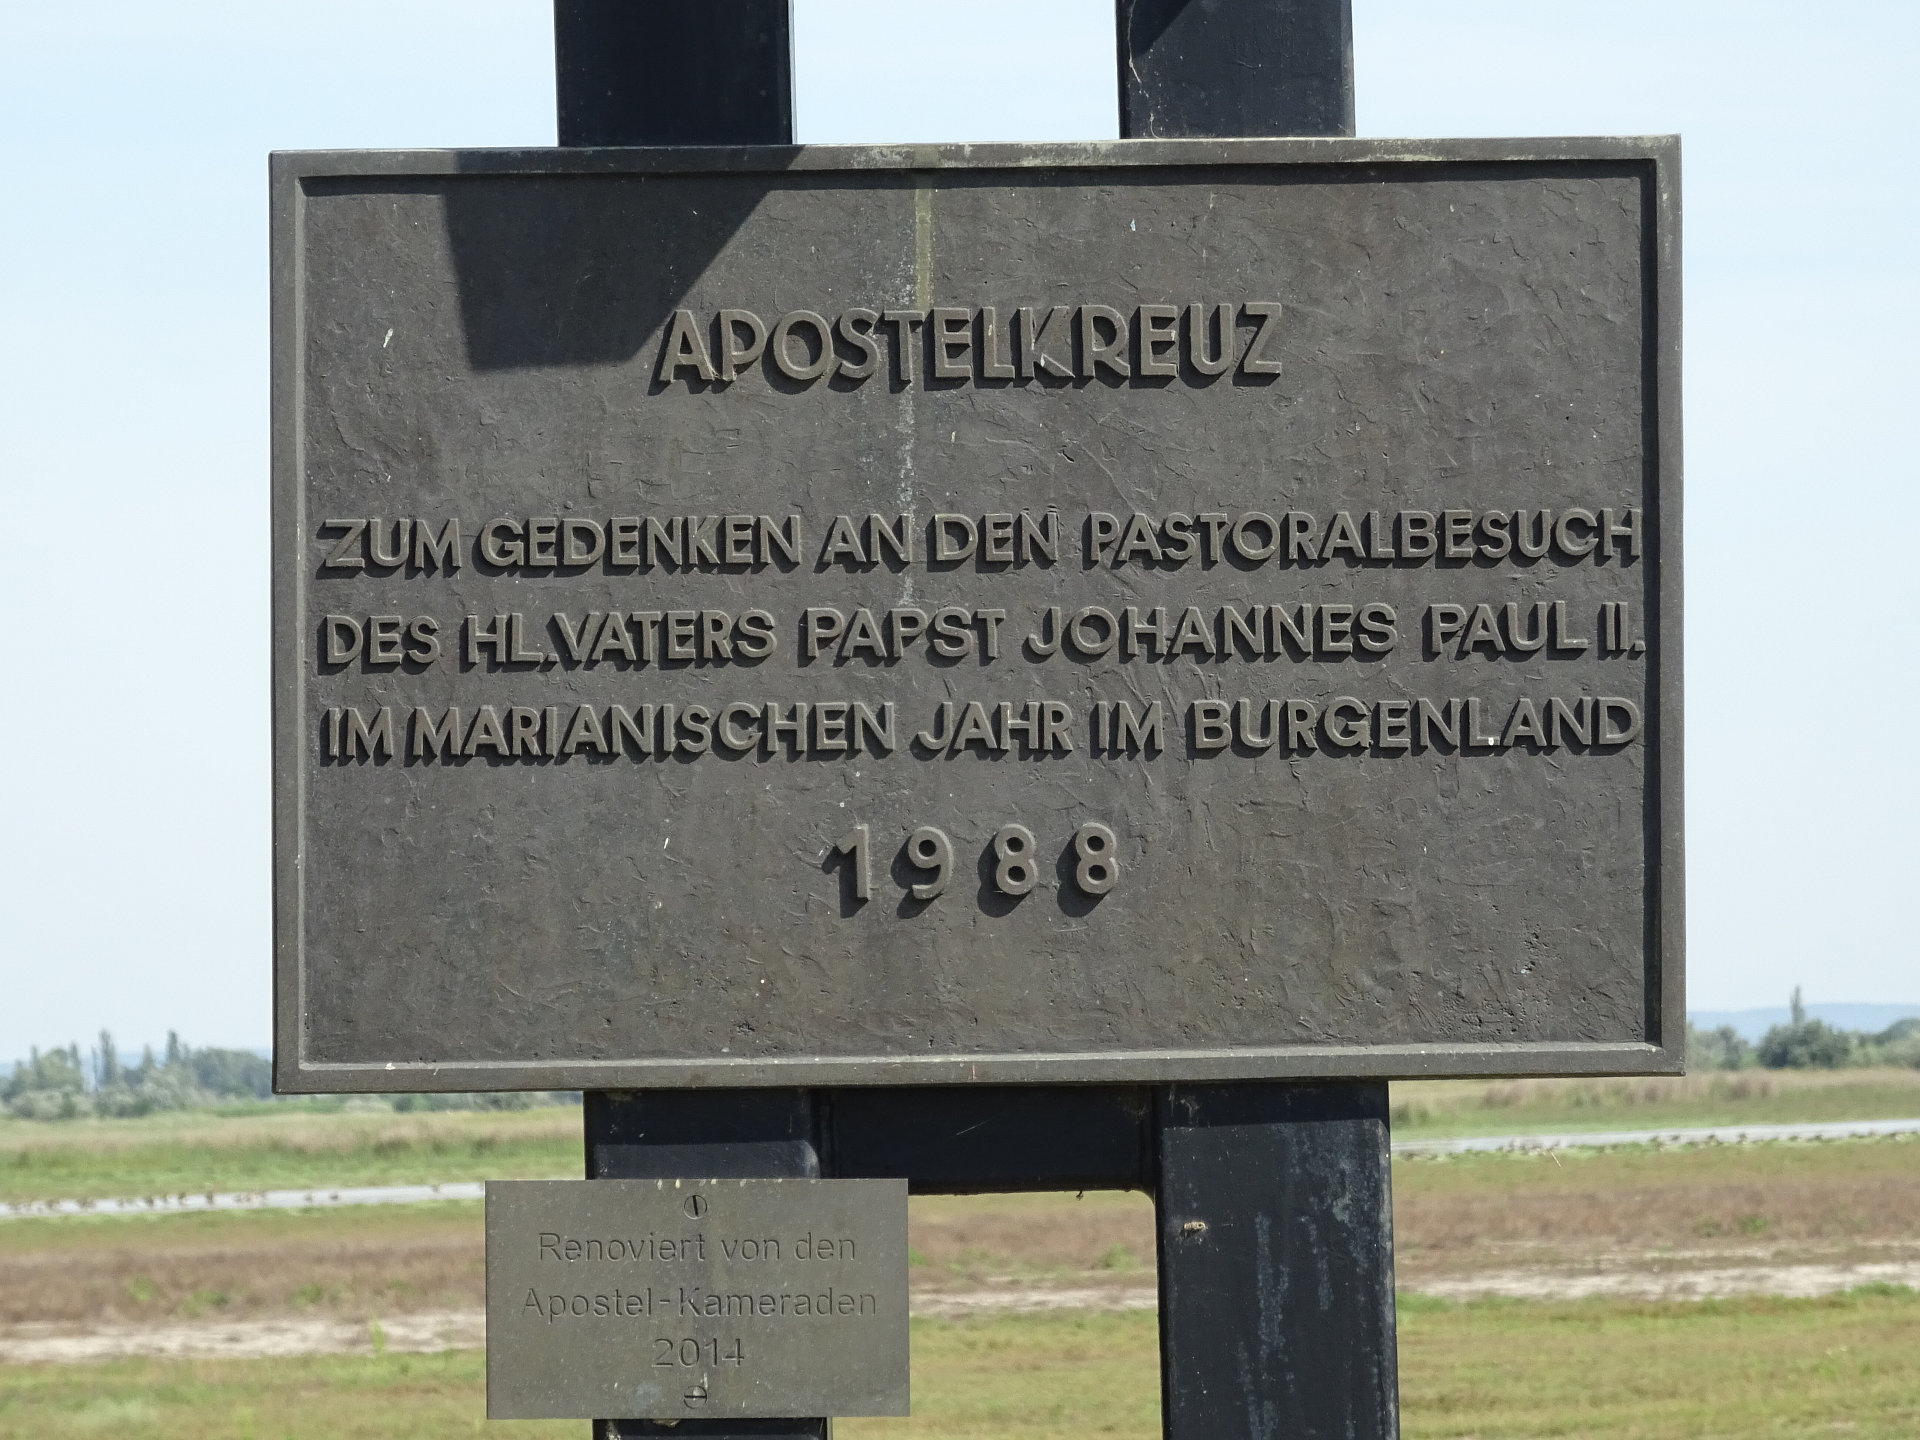 APOSTELKREUZ
ZUM GEDENKEN AN DEN PASTORALBESUCH
DES HL.VATERS PAPST JOHANNES PAUL II.
IM MARIANISCHEN JAHR IM BURGENLAND
1988
Renoviert von den
Apostel-Kameraden
2014